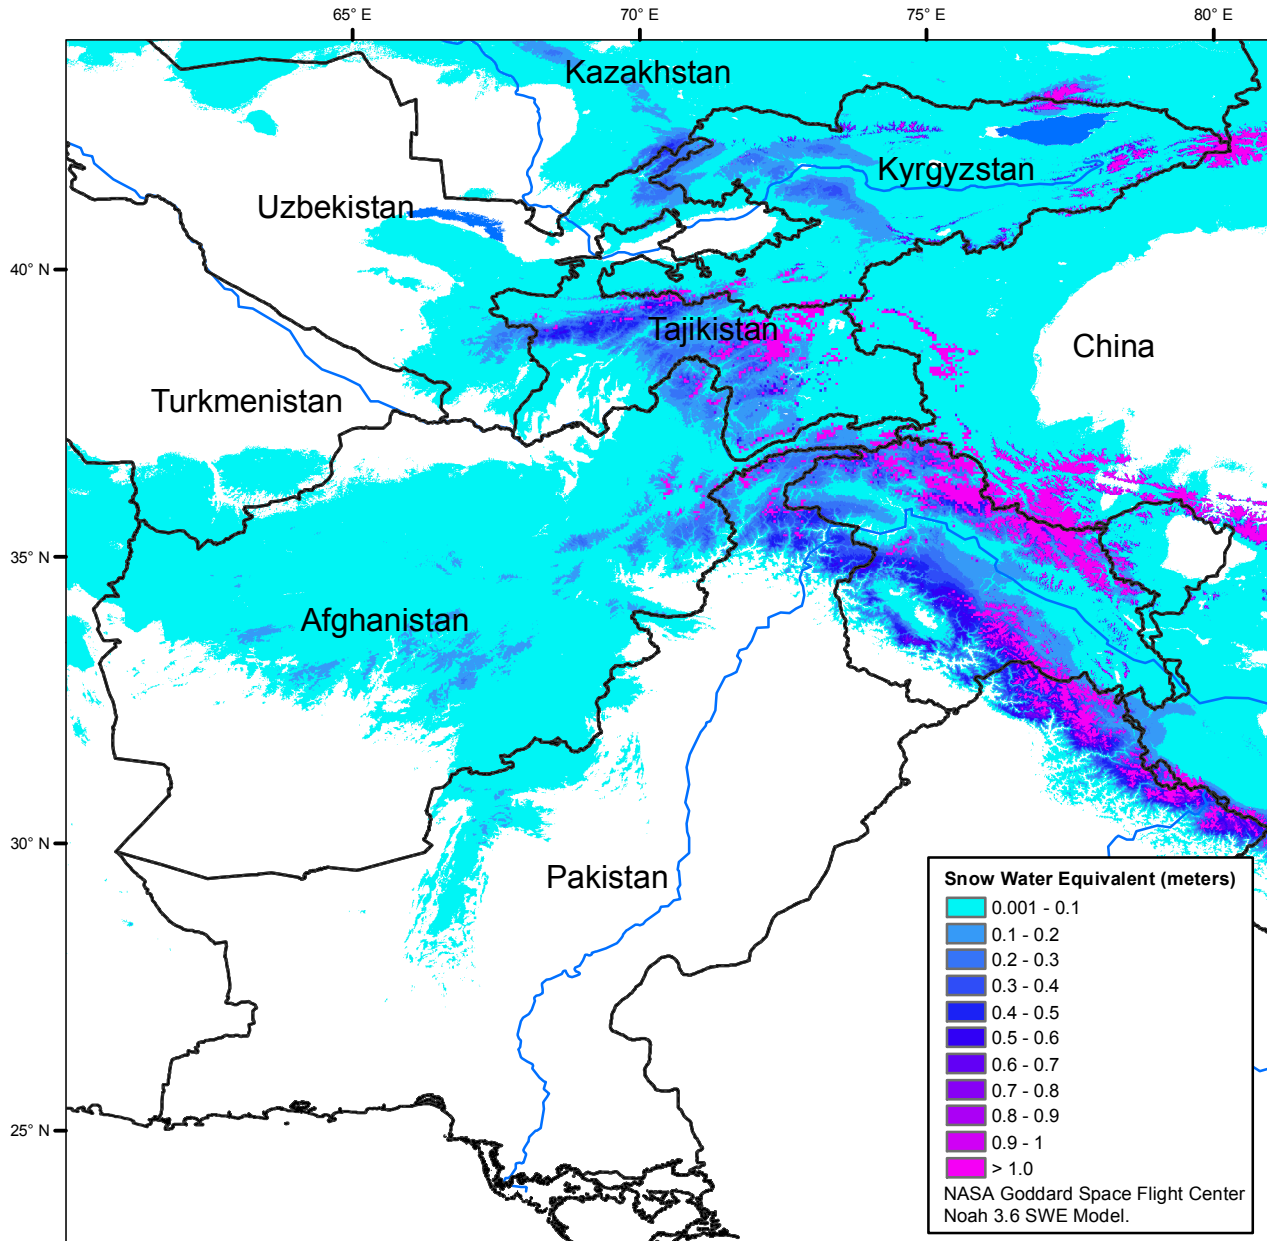 65° E
70° E
75° E
80° E
Kazakhstan
Kyrgyzstan
Uzbekistan
40° N
Tajikistan
China
Turkmenistan
35° N
Afghanistan
30° N
Pakistan
25° N
Snow Water Equivalent (meters)
0.001 - 0.1
0.1 - 0.2
0.2 - 0.3
0.3 - 0.4
0.4 - 0.5
0.5 - 0.6
0.6 - 0.7
0.7 - 0.8
0.8 - 0.9
0.9 - 1
> 1.0
NASA Goddard Space Flight Center
Noah 3.6 SWE Model.